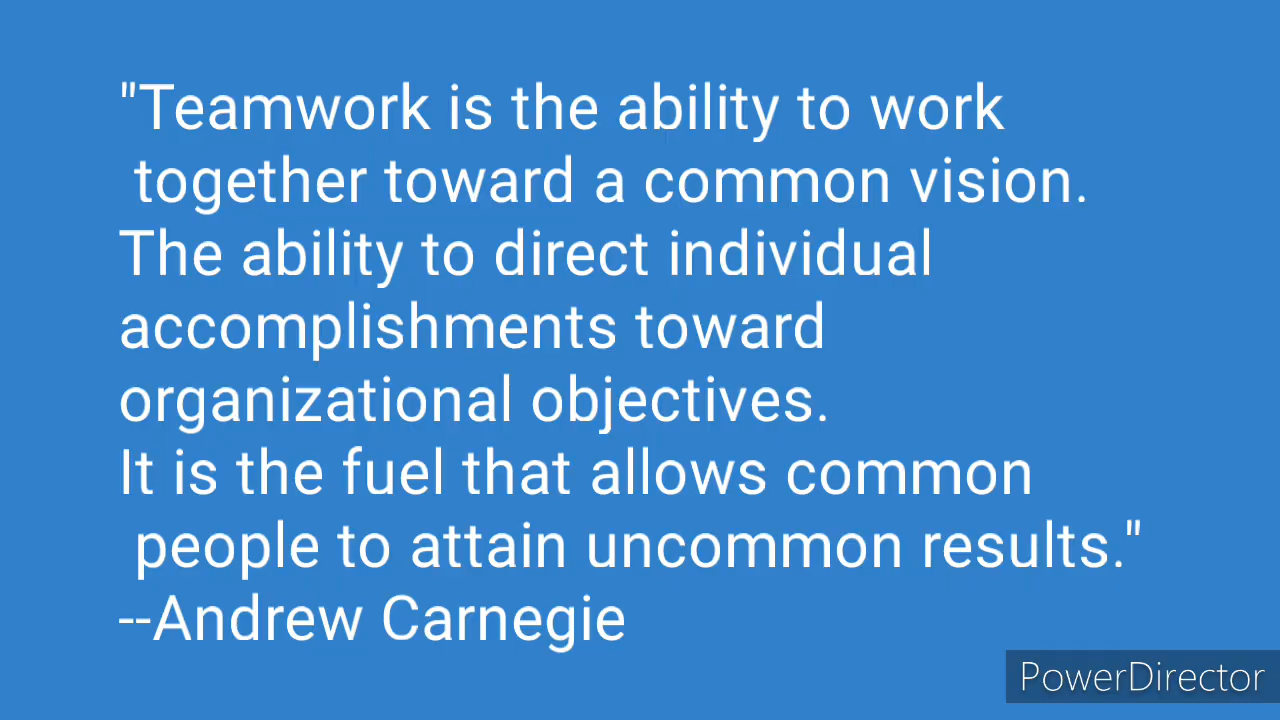 "Teamwork is the ability to work
together toward a common vision.
The ability to direct individual
accomplishments toward
organizational objectives.
It is the fuel that allows common
people to attain uncommon results."
--Andrew Carnegie
PowerDirector